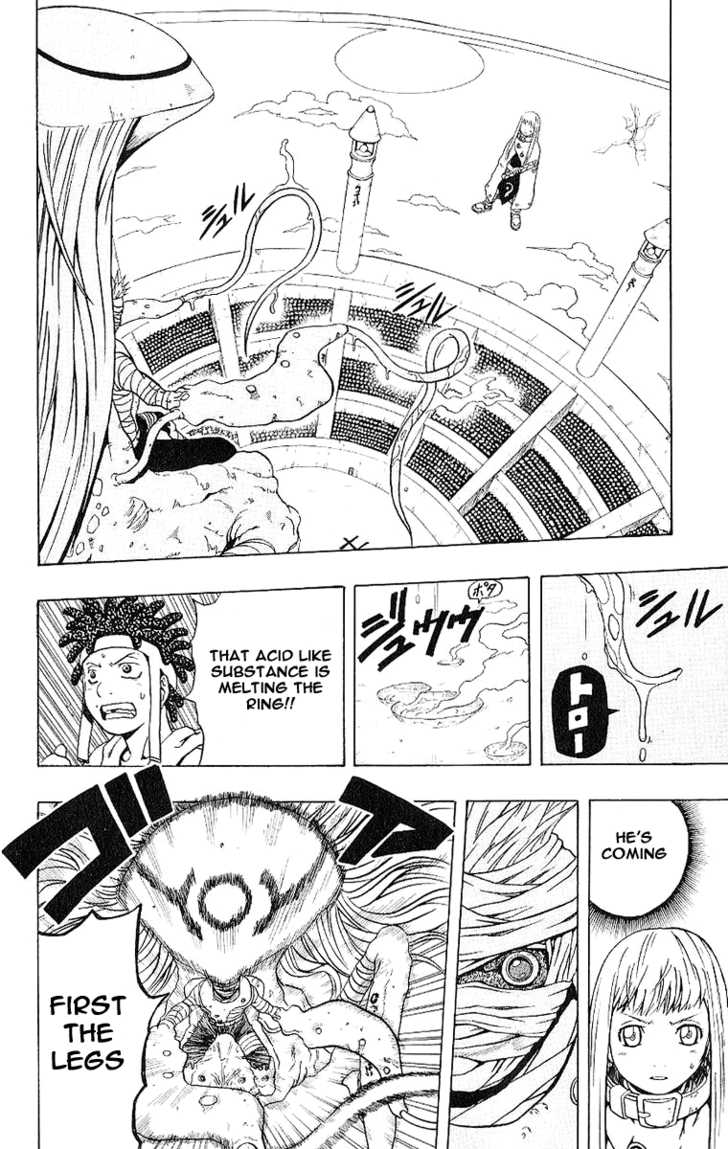 シュル
シュル
シュル
トロー
ポタ
ジュウウウ
THAT ACID LIKE
SUBSTANCE IS
MELTING THE
RING!!
HE'S
COMING
ゴア
FIRST
THE
LEGS